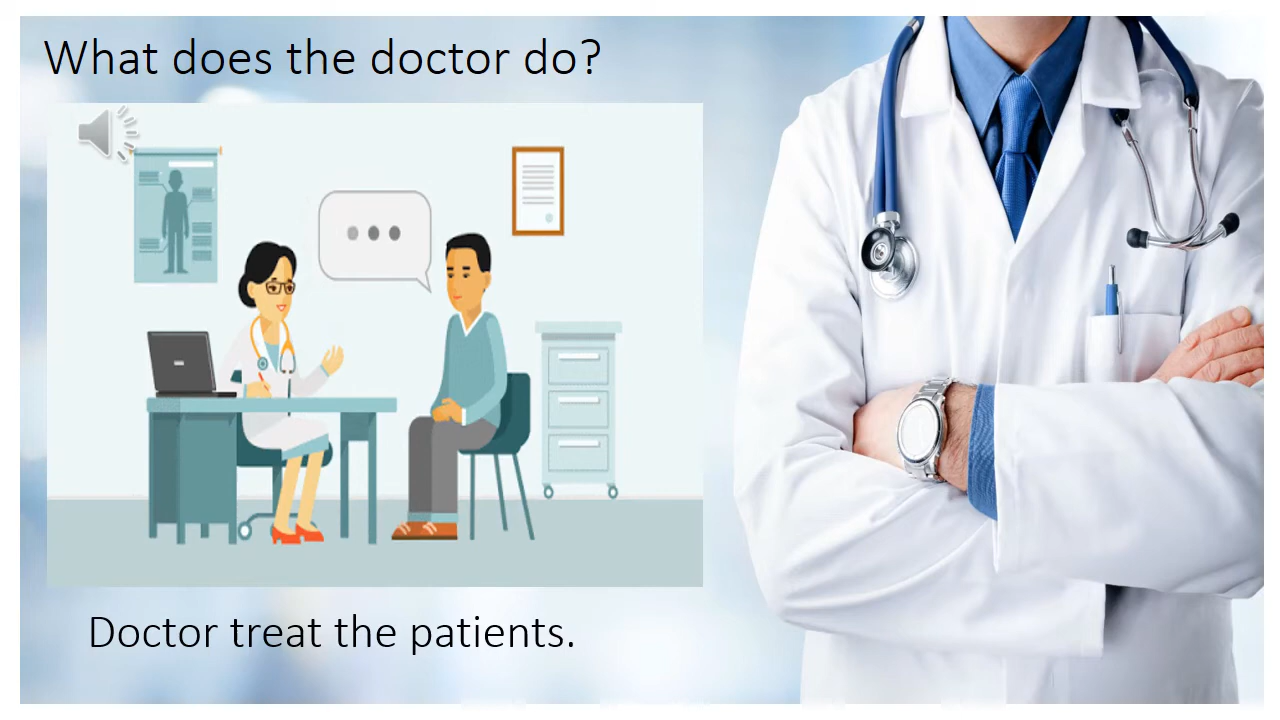 What does the doctor do?
Doctor treat the patients.